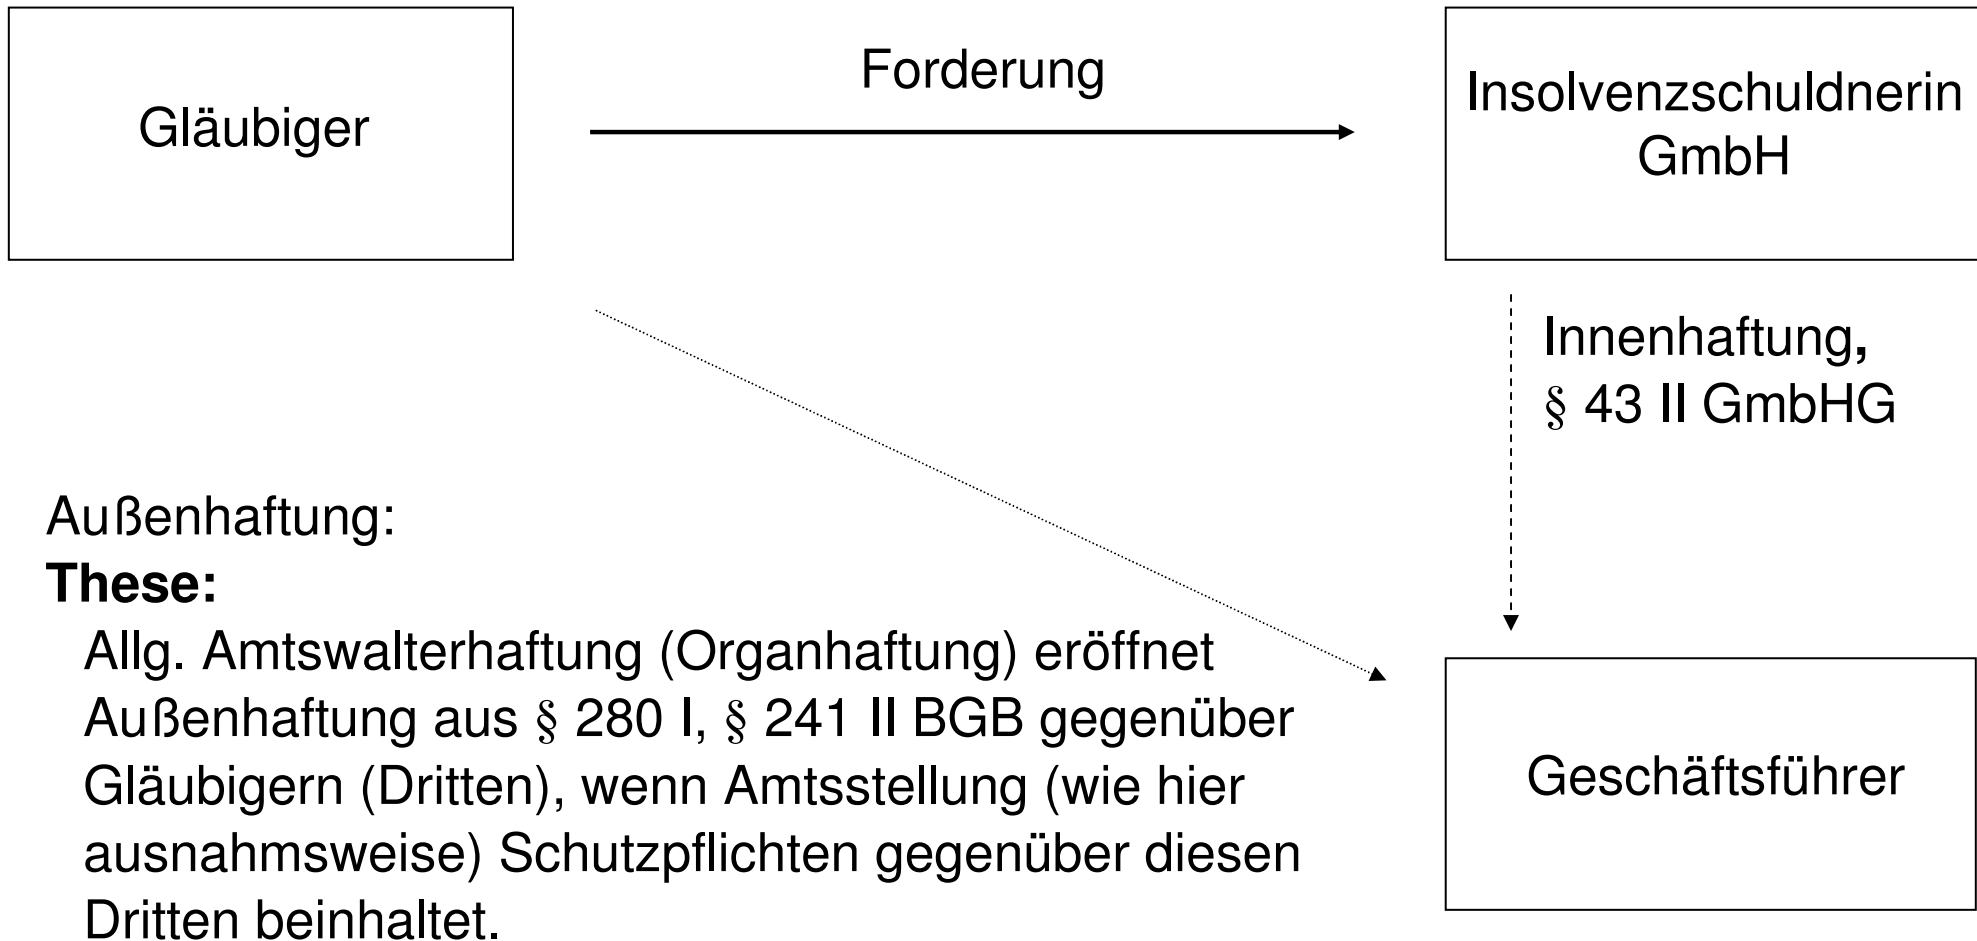 Gläubiger
Forderung
Insolvenzschuldnerin
GmbH
Innenhaftung,
§ 43 II GmbHG
Außenhaftung:
These:
Allg. Amtswalterhaftung (Organhaftung) eröffnet
Außenhaftung aus § 280 I, § 241 II BGB gegenüber
Gläubigern (Dritten), wenn Amtsstellung (wie hier
ausnahmsweise) Schutzpflichten gegenüber diesen
Dritten beinhaltet.
Geschäftsführer